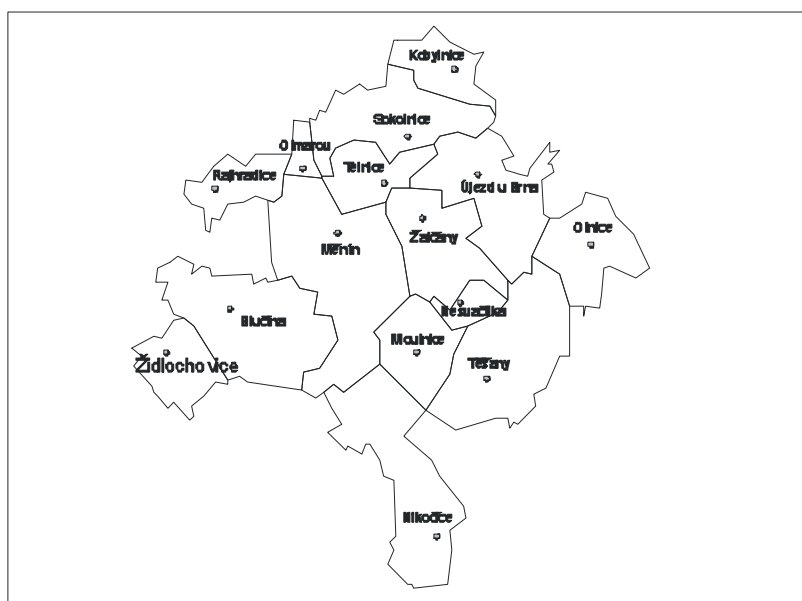 Kobylnice
Sokolnice
Otmarov
Telnice
Rajhradice
Újezd u Brna
Otnice
Žatčany
Měnín
Nesvačilka
Blučina
Moutnice
Židlochovice
Těšany
Nikolčice